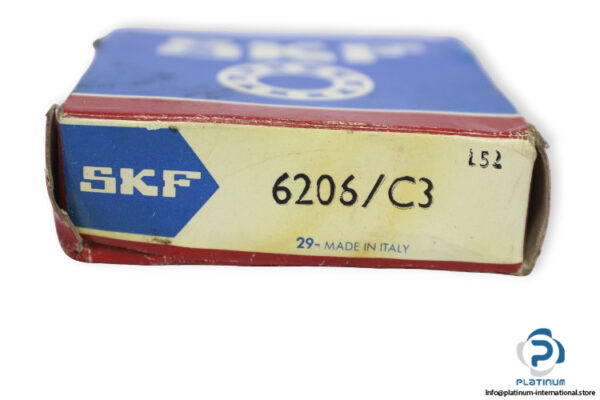 SKF
SKF
6206/C3
152
29- MADE IN ITALY
PLATINUM
Info@platinum-international.store